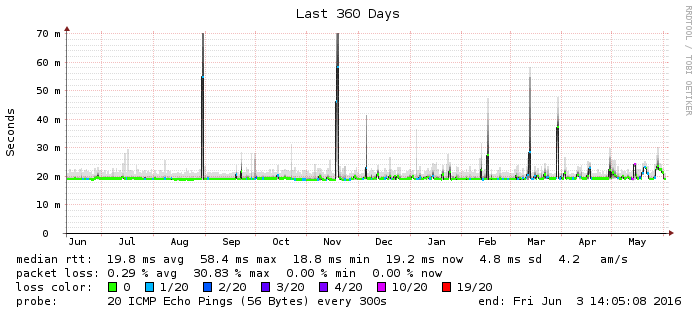 Last 360 Days
RRDTOOL / TOBI OETIKER
Seconds
70 m
60 m
50 m
40 m
30 m
20 m
10 m
0
Jun Jul Aug Sep Oct Nov Dec Jan Feb Mar Apr May
median rtt: 19.8 ms avg 58.4 ms max 18.8 ms min 19.2 ms now 4.8 ms sd 4.2 am/s
packet loss: 0.29 % avg 30.83 % max 0.00 % min 0.00 % now
loss color: 0 1/20 2/20 3/20 4/20 10/20 19/20
probe: 20 ICMP Echo Pings (56 Bytes) every 300s end: Fri Jun 3 14:05:08 2016